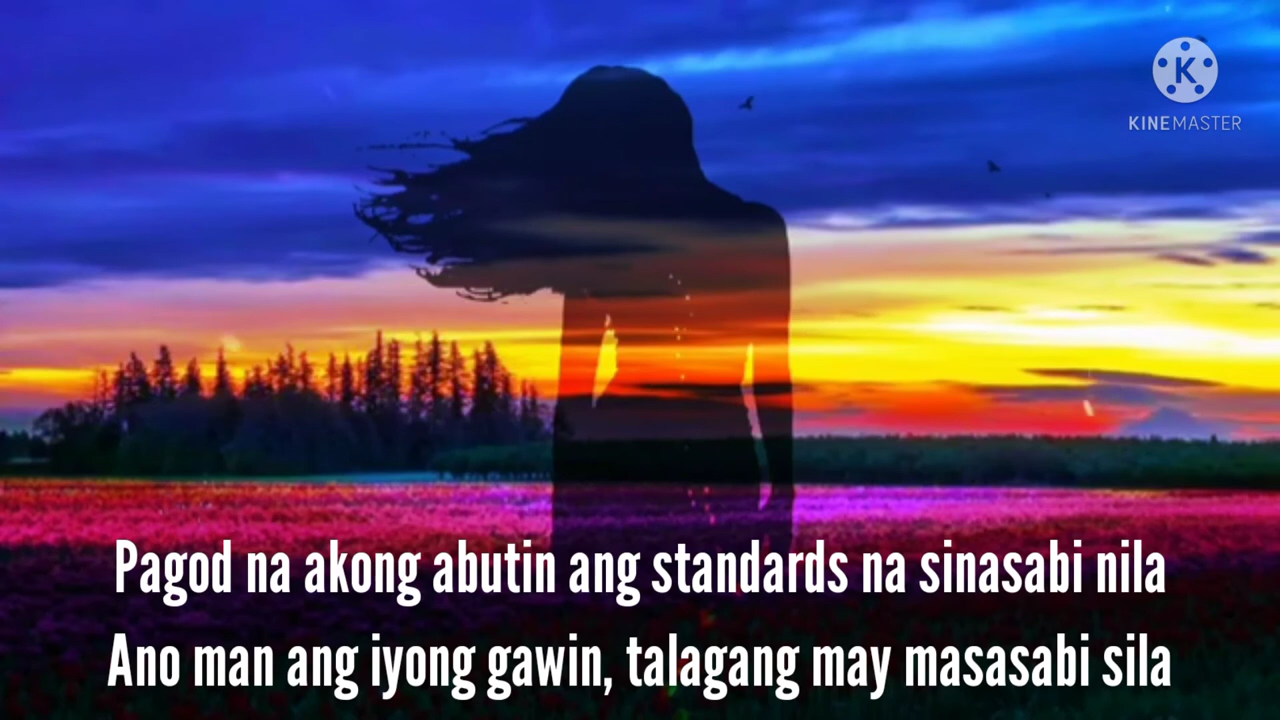 K
KINEMASTER
Pagod na akong abutin ang standards na sinasabi nila
Ano man ang iyong gawin, talagang may masasabi sila